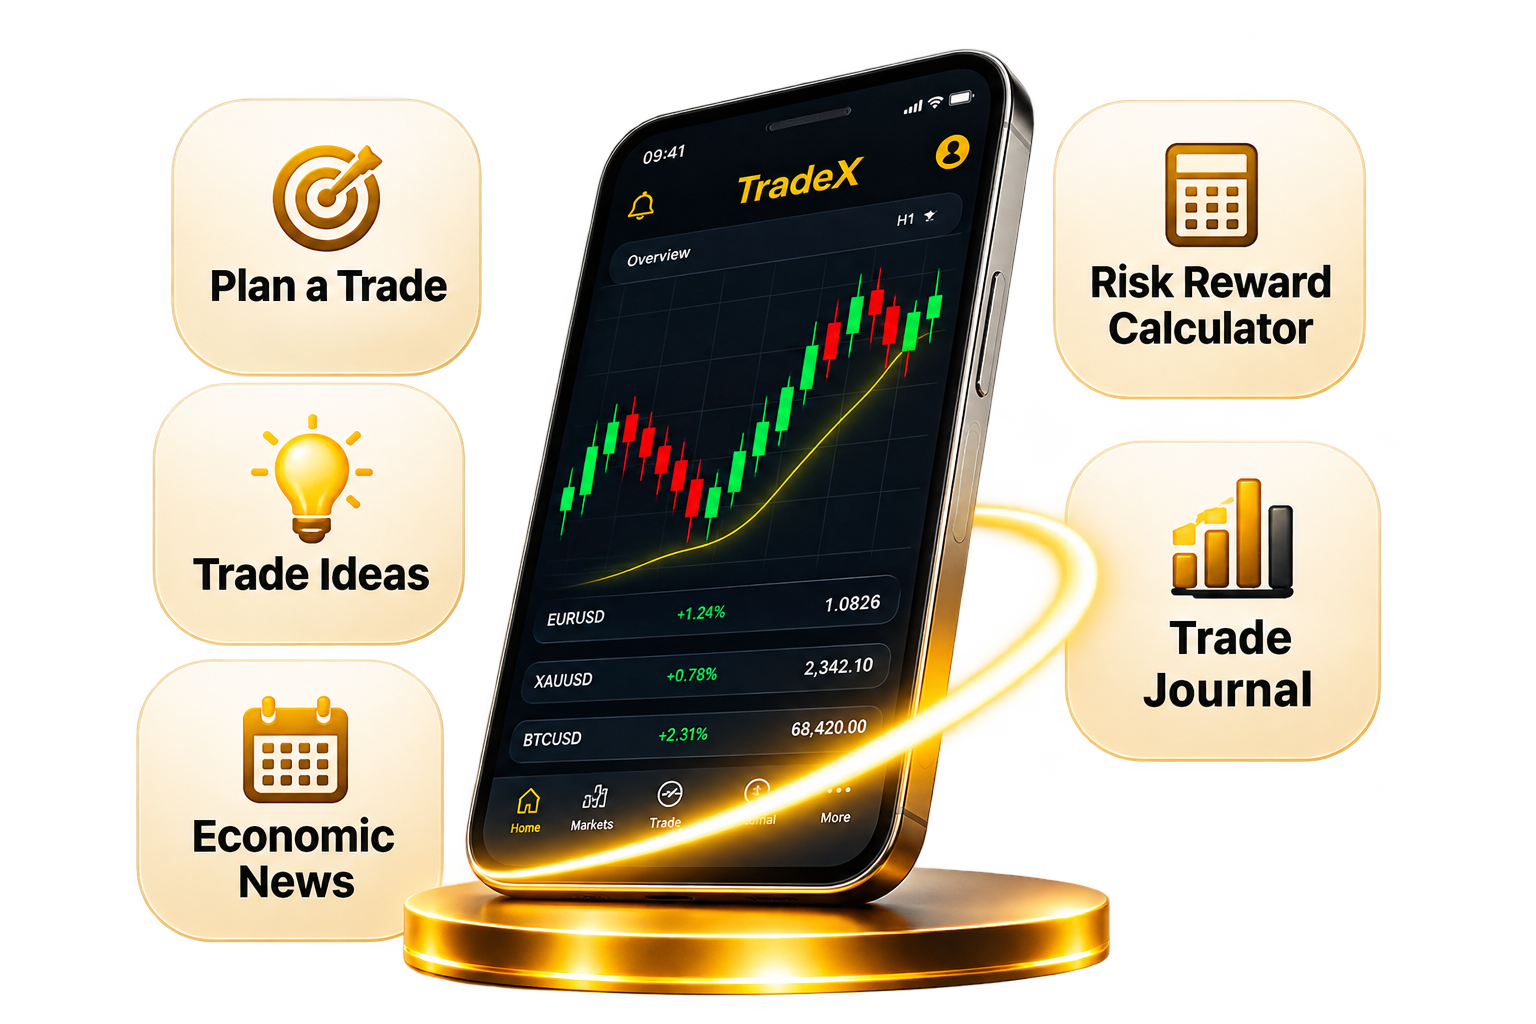 Plan a Trade
Trade Ideas
Economic
News
09:41
TradeX
H1
Overview
EURUSD +1.24% 1.0826
XAUUSD +0.78% 2,342.10
BTCUSD +2.31% 68,420.00
Home Markets Trade More
Risk Reward
Calculator
Trade
Journal